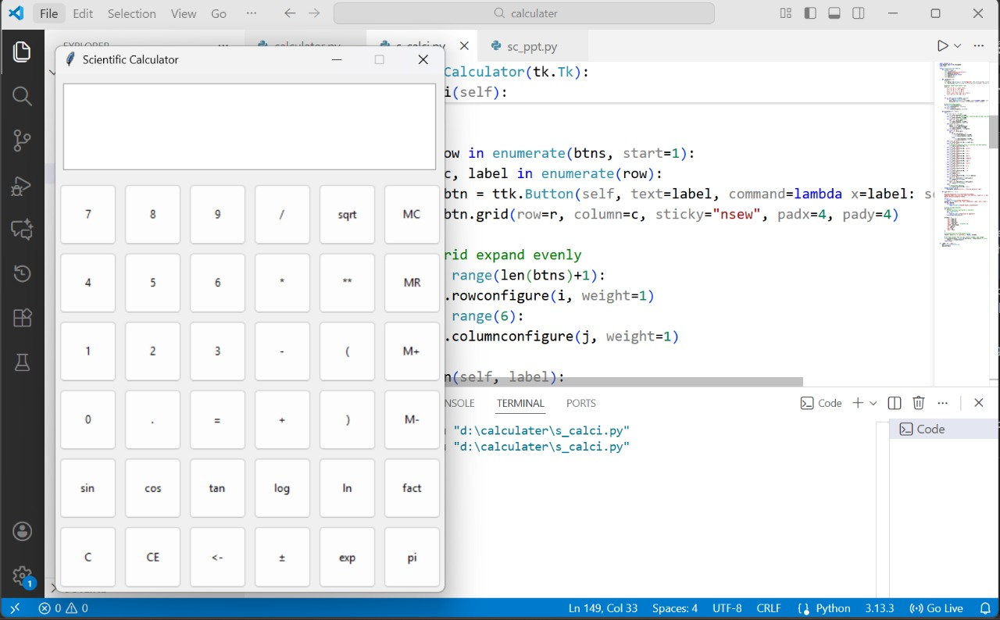 File Edit Selection View Go ··· calculater
EXPLORER ··· calculator.py s_calci.py sc_ppt.py ···
Scientific Calculator
Calculator(tk.Tk):
i(self):
ow in enumerate(btns, start=1):
c, label in enumerate(row):
btn = ttk.Button(self, text=label, command=lambda x=label: s
btn.grid(row=r, column=c, sticky="nsew", padx=4, pady=4)
rid expand evenly
range(len(btns)+1):
.rowconfigure(i, weight=1)
range(6):
.columnconfigure(j, weight=1)
n(self, label):
7 8 9 / sqrt MC
4 5 6 * ** MR
1 2 3 - ( M+
0 . = + ) M-
sin cos tan log ln fact
C CE <- ± exp pi
NSOLE TERMINAL PORTS Code ···
"d:\calculater\s_calci.py"
"d:\calculater\s_calci.py"
Code
1
0 0 Ln 149, Col 33 Spaces: 4 UTF-8 CRLF {} Python 3.13.3 Go Live